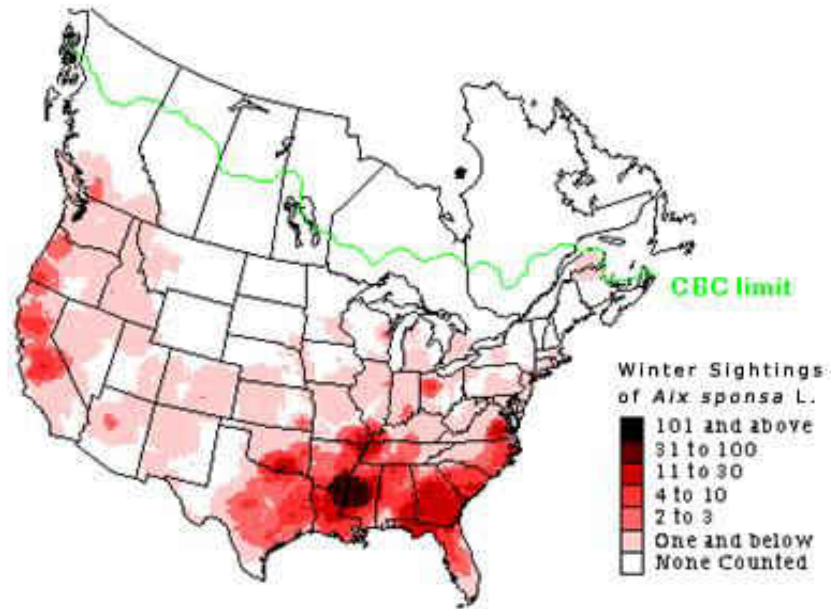 CBC limit
Winter Sightings
of Aix sponsa L.
101 and above
31 to 100
11 to 30
4 to 10
2 to 3
One and below
None Counted